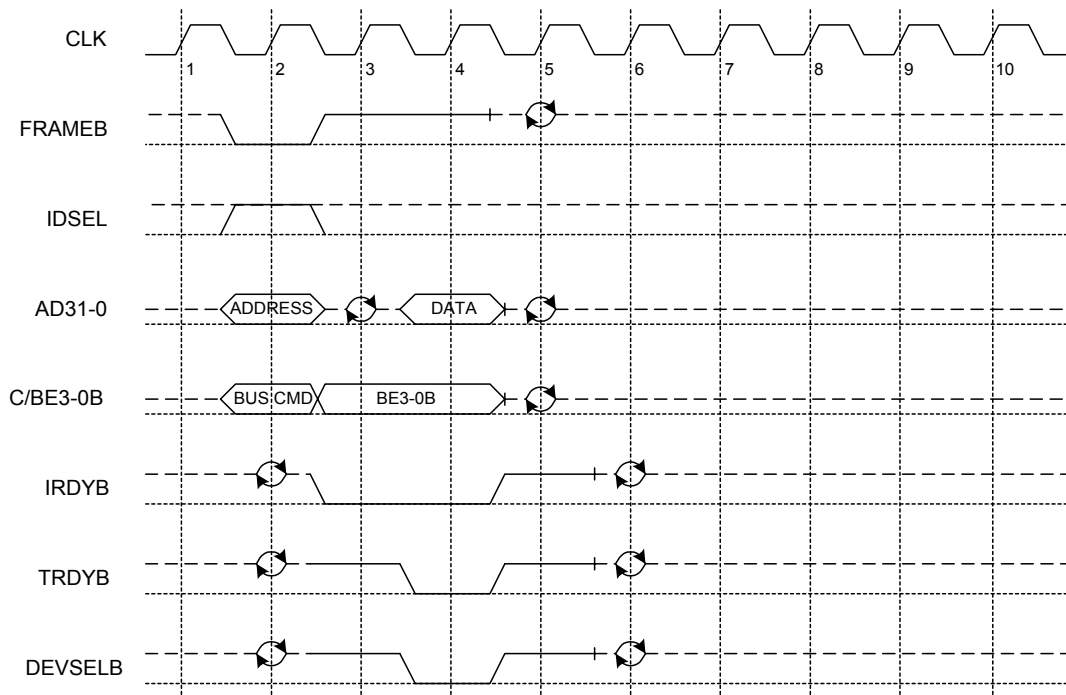 CLK
1 2 3 4 5 6 7 8 9 10
FRAMEB
IDSEL
AD31-0 ADDRESS DATA
C/BE3-0B BUS CMD BE3-0B
IRDYB
TRDYB
DEVSELB